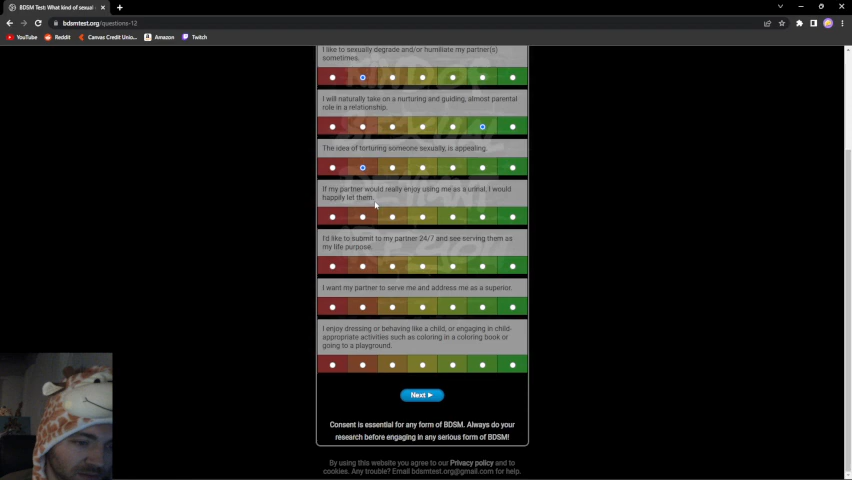 BDSM Test: What kind of sexual
bdsmtest.org/questions-12
YouTube Reddit Canvas Credit Unio... Amazon Twitch
I like to sexually degrade and/or humiliate my partner(s)
sometimes.
I will naturally take on a nurturing and guiding, almost parental
role in a relationship.
The idea of torturing someone sexually, is appealing.
If my partner would really enjoy using me as a urinal, I would
happily let them.
I'd like to submit to my partner 24/7 and see serving them as
my life purpose.
I want my partner to serve me and address me as a superior.
I enjoy dressing or behaving like a child, or engaging in child-
appropriate activities such as coloring in a coloring book or
going to a playground.
Next
Consent is essential for any form of BDSM. Always do your
research before engaging in any serious form of BDSM!
By using this website you agree to our Privacy policy and to
cookies. Any trouble? Email bdsmtest.org@gmail.com for help.